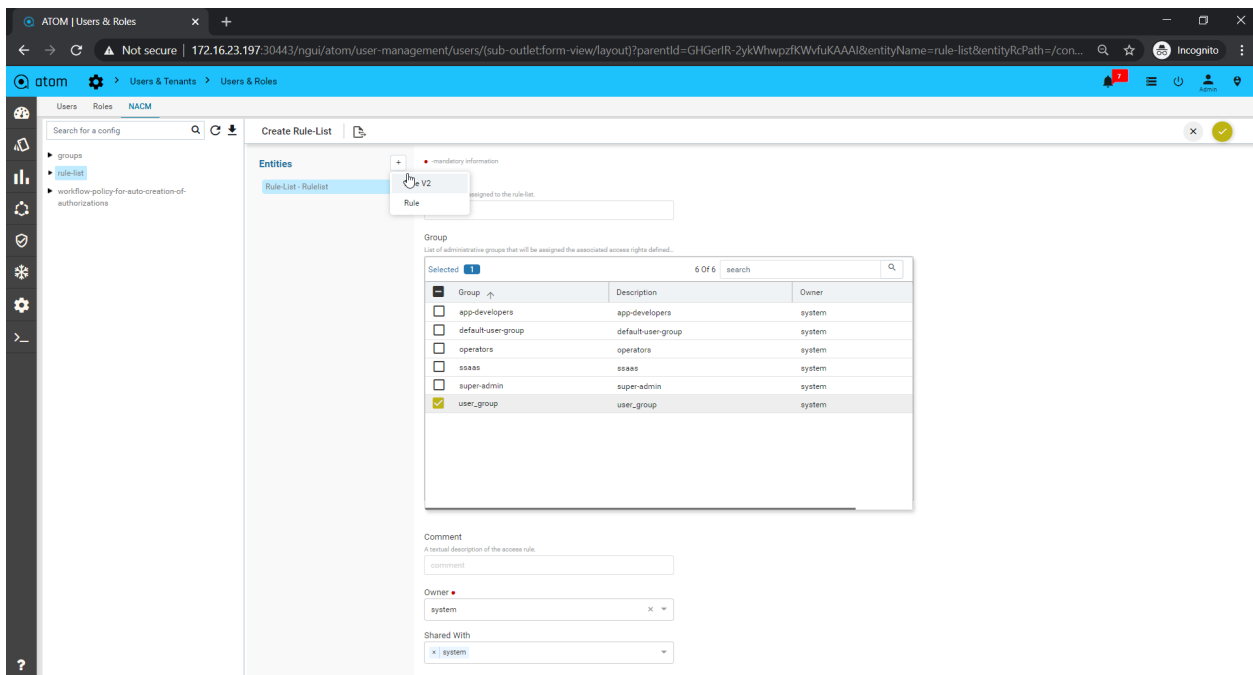 ATOM | Users & Roles
Not secure | 172.16.23.197:30443/ngui/atom/user-management/users/(sub-outlet:form-view/layout)?parentId=GHGerIR-2ykWhwpzfKWvfuKAAAI&entityName=rule-list&entityRcPath=/con...
Incognito
atom > Users & Tenants > Users & Roles
7
Admin
Users Roles NACM
Search for a config
Create Rule-List
groups
rule-list
workflow-policy-for-auto-creation-of-
authorizations
Entities +
Rule-List - Rulelist
V2
Rule
-mandatory information
assigned to the rule-list.
Group
List of administrative groups that will be assigned the associated access rights defined...
Selected 1 6 Of 6 search
Group Description Owner
app-developers app-developers system
default-user-group default-user-group system
operators operators system
ssaas ssaas system
super-admin super-admin system
user_group user_group system
Comment
A textual description of the access rule.
comment
Owner
system
Shared With
× system
?